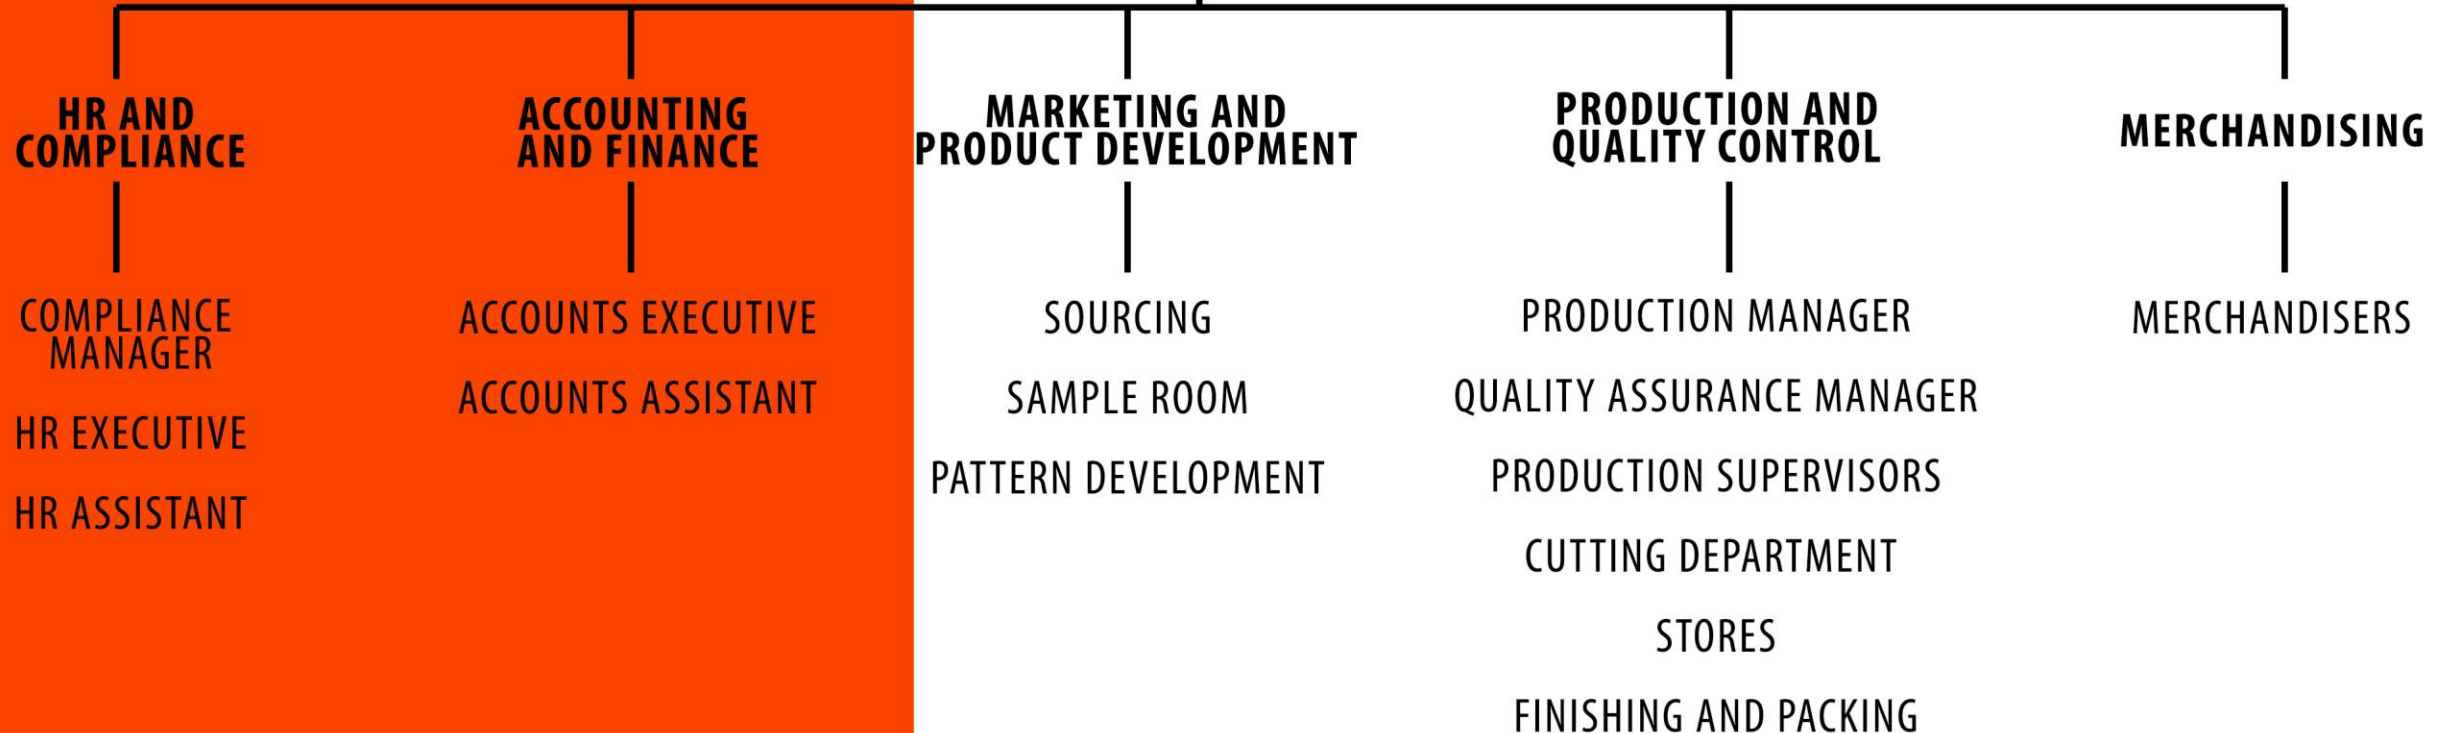 HR AND
COMPLIANCE
COMPLIANCE
MANAGER
HR EXECUTIVE
HR ASSISTANT
ACCOUNTING
AND FINANCE
ACCOUNTS EXECUTIVE
ACCOUNTS ASSISTANT
MARKETING AND
PRODUCT DEVELOPMENT
SOURCING
SAMPLE ROOM
PATTERN DEVELOPMENT
PRODUCTION AND
QUALITY CONTROL
PRODUCTION MANAGER
QUALITY ASSURANCE MANAGER
PRODUCTION SUPERVISORS
CUTTING DEPARTMENT
STORES
FINISHING AND PACKING
MERCHANDISING
MERCHANDISERS